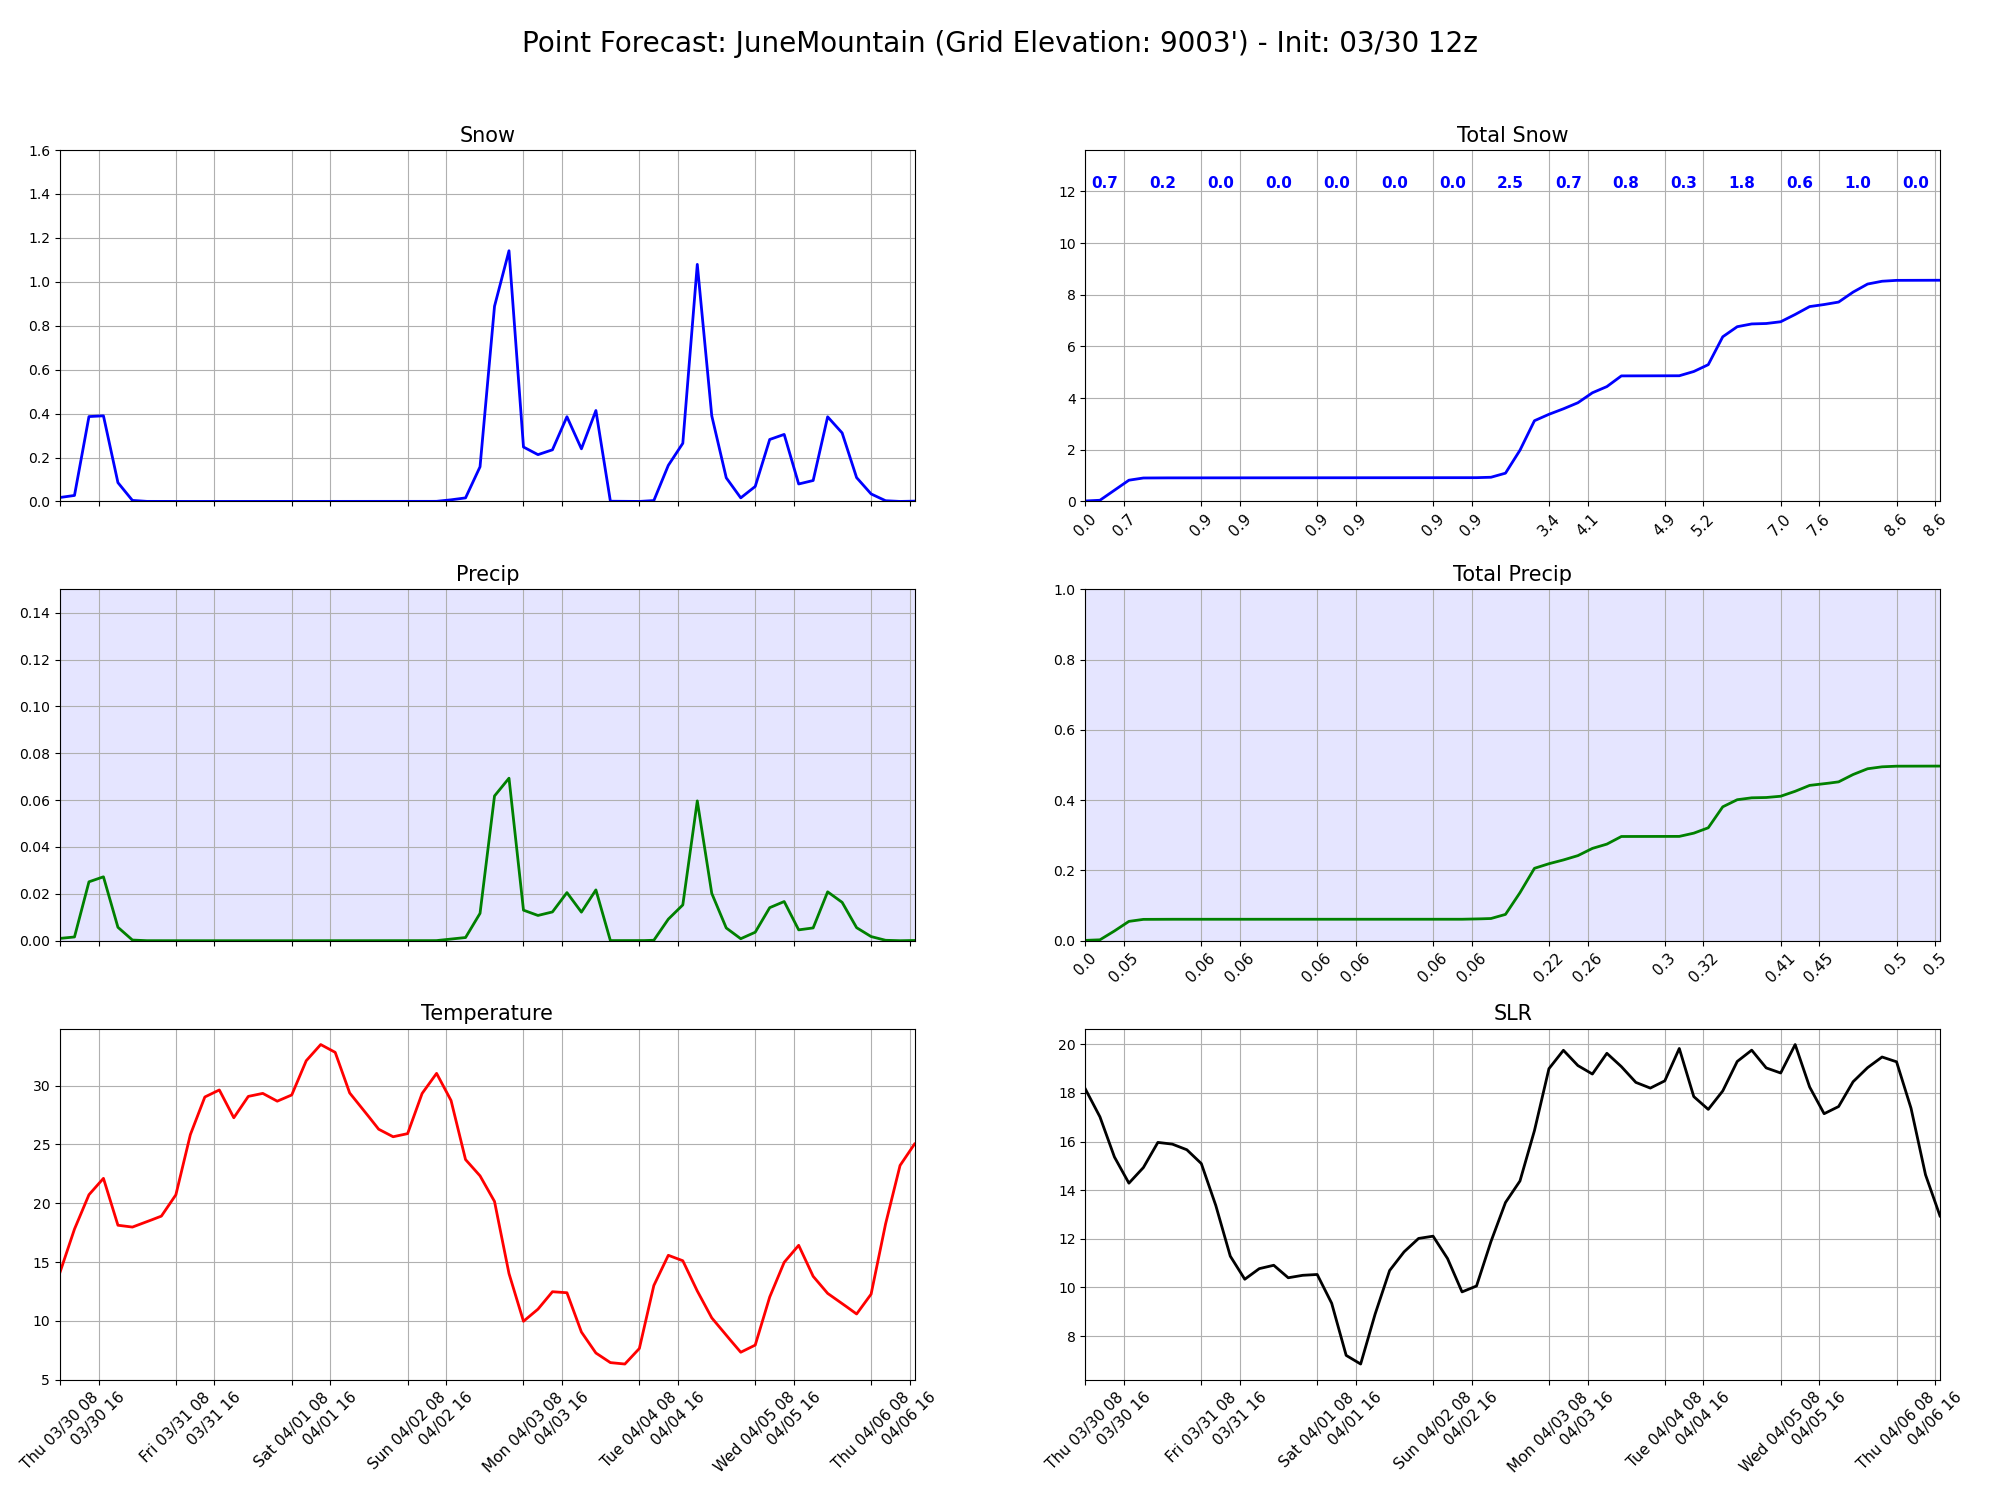 Point Forecast: JuneMountain (Grid Elevation: 9003') - Init: 03/30 12z
Snow
1.6
1.4
1.2
1.0
0.8
0.6
0.4
0.2
0.0
Total Snow
0.7 0.2 0.0 0.0 0.0 0.0 0.0 2.5 0.7 0.8 0.3 1.8 0.6 1.0 0.0
12
10
8
6
4
2
0
0.0 0.7 0.9 0.9 0.9 0.9 0.9 0.9 3.4 4.1 4.9 5.2 7.0 7.6 8.6 8.6
Precip
0.14
0.12
0.10
0.08
0.06
0.04
0.02
0.00
Total Precip
1.0
0.8
0.6
0.4
0.2
0.0
0.0 0.05 0.06 0.06 0.06 0.06 0.06 0.06 0.22 0.26 0.3 0.32 0.41 0.45 0.5 0.5
Temperature
30
25
20
15
10
5
Thu 03/30 08
03/30 16
Fri 03/31 08
03/31 16
Sat 04/01 08
04/01 16
Sun 04/02 08
04/02 16
Mon 04/03 08
04/03 16
Tue 04/04 08
04/04 16
Wed 04/05 08
04/05 16
Thu 04/06 08
04/06 16
SLR
20
18
16
14
12
10
8
Thu 03/30 08
03/30 16
Fri 03/31 08
03/31 16
Sat 04/01 08
04/01 16
Sun 04/02 08
04/02 16
Mon 04/03 08
04/03 16
Tue 04/04 08
04/04 16
Wed 04/05 08
04/05 16
Thu 04/06 08
04/06 16